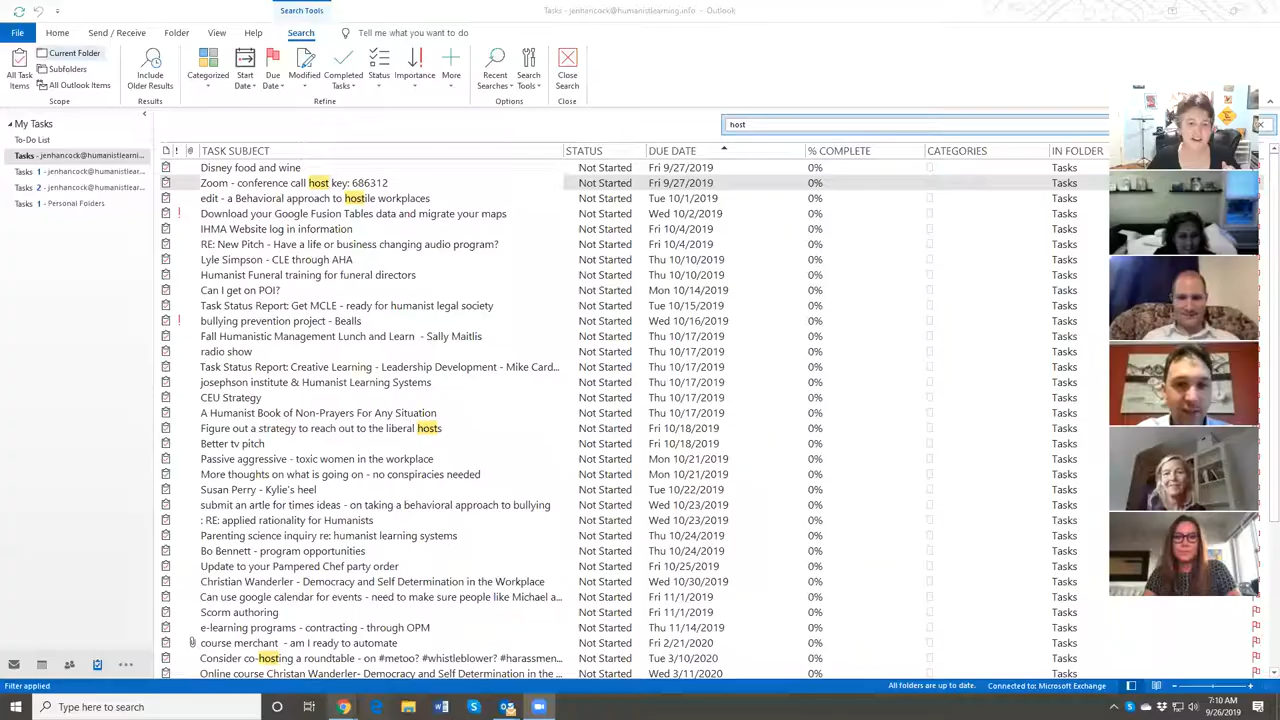 Search Tools
Tasks - jenhancock@humanistlearning.info - Outlook
File Home Send / Receive Folder View Help Search Tell me what you want to do
All Task Items
Current Folder
Subfolders
All Outlook Items
Include Older Results
Categorized
Start Date
Due Date
Modified
Completed Tasks
Status
Importance
More
Recent Searches
Search Tools
Close Search
Scope Results Refine Options Close
My Tasks
To-Do List
Tasks - jenhancock@humanistlearni...
Tasks 1 - jenhancock@humanistlear...
Tasks 2 - jenhancock@humanistlear...
Tasks 1 - Personal Folders
host
! TASK SUBJECT STATUS DUE DATE % COMPLETE CATEGORIES IN FOLDER
Disney food and wine Not Started Fri 9/27/2019 0% Tasks
Zoom - conference call host key: 686312 Not Started Fri 9/27/2019 0% Tasks
edit - a Behavioral approach to hostile workplaces Not Started Tue 10/1/2019 0% Tasks
! Download your Google Fusion Tables data and migrate your maps Not Started Wed 10/2/2019 0% Tasks
IHMA Website log in information Not Started Fri 10/4/2019 0% Tasks
RE: New Pitch - Have a life or business changing audio program? Not Started Fri 10/4/2019 0% Tasks
Lyle Simpson - CLE through AHA Not Started Thu 10/10/2019 0% Tasks
Humanist Funeral training for funeral directors Not Started Thu 10/10/2019 0% Tasks
Can I get on POI? Not Started Mon 10/14/2019 0% Tasks
Task Status Report: Get MCLE - ready for humanist legal society Not Started Tue 10/15/2019 0% Tasks
! bullying prevention project - Bealls Not Started Wed 10/16/2019 0% Tasks
Fall Humanistic Management Lunch and Learn - Sally Maitlis Not Started Thu 10/17/2019 0% Tasks
radio show Not Started Thu 10/17/2019 0% Tasks
Task Status Report: Creative Learning - Leadership Development - Mike Card... Not Started Thu 10/17/2019 0% Tasks
josephson institute & Humanist Learning Systems Not Started Thu 10/17/2019 0% Tasks
CEU Strategy Not Started Thu 10/17/2019 0% Tasks
A Humanist Book of Non-Prayers For Any Situation Not Started Thu 10/17/2019 0% Tasks
Figure out a strategy to reach out to the liberal hosts Not Started Fri 10/18/2019 0% Tasks
Better tv pitch Not Started Fri 10/18/2019 0% Tasks
Passive aggressive - toxic women in the workplace Not Started Mon 10/21/2019 0% Tasks
More thoughts on what is going on - no conspiracies needed Not Started Mon 10/21/2019 0% Tasks
Susan Perry - Kylie's heel Not Started Tue 10/22/2019 0% Tasks
submit an artle for times ideas - on taking a behavioral approach to bullying Not Started Wed 10/23/2019 0% Tasks
: RE: applied rationality for Humanists Not Started Wed 10/23/2019 0% Tasks
Parenting science inquiry re: humanist learning systems Not Started Thu 10/24/2019 0% Tasks
Bo Bennett - program opportunities Not Started Thu 10/24/2019 0% Tasks
Update to your Pampered Chef party order Not Started Fri 10/25/2019 0% Tasks
Christian Wanderler - Democracy and Self Determination in the Workplace Not Started Wed 10/30/2019 0% Tasks
Can use google calendar for events - need to make sure people like Michael a... Not Started Fri 11/1/2019 0% Tasks
Scorm authoring Not Started Fri 11/1/2019 0% Tasks
e-learning programs - contracting - through OPM Not Started Thu 11/14/2019 0% Tasks
course merchant - am I ready to automate Not Started Fri 2/21/2020 0% Tasks
Consider co-hosting a roundtable - on #metoo? #whistleblower? #harassmen... Not Started Tue 3/10/2020 0% Tasks
Online course Christan Wanderler- Democracy and Self Determination in the ... Not Started Wed 3/11/2020 0% Tasks
Filter applied All folders are up to date. Connected to: Microsoft Exchange
Type here to search
7:10 AM
9/26/2019